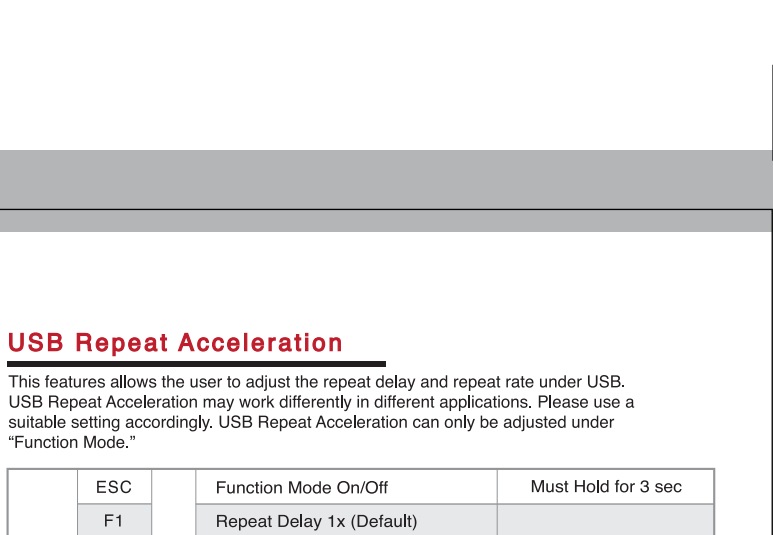 USB Repeat Acceleration
This features allows the user to adjust the repeat delay and repeat rate under USB.
USB Repeat Acceleration may work differently in different applications. Please use a
suitable setting accordingly. USB Repeat Acceleration can only be adjusted under
“Function Mode.”
ESC Function Mode On/Off Must Hold for 3 sec
F1 Repeat Delay 1x (Default)